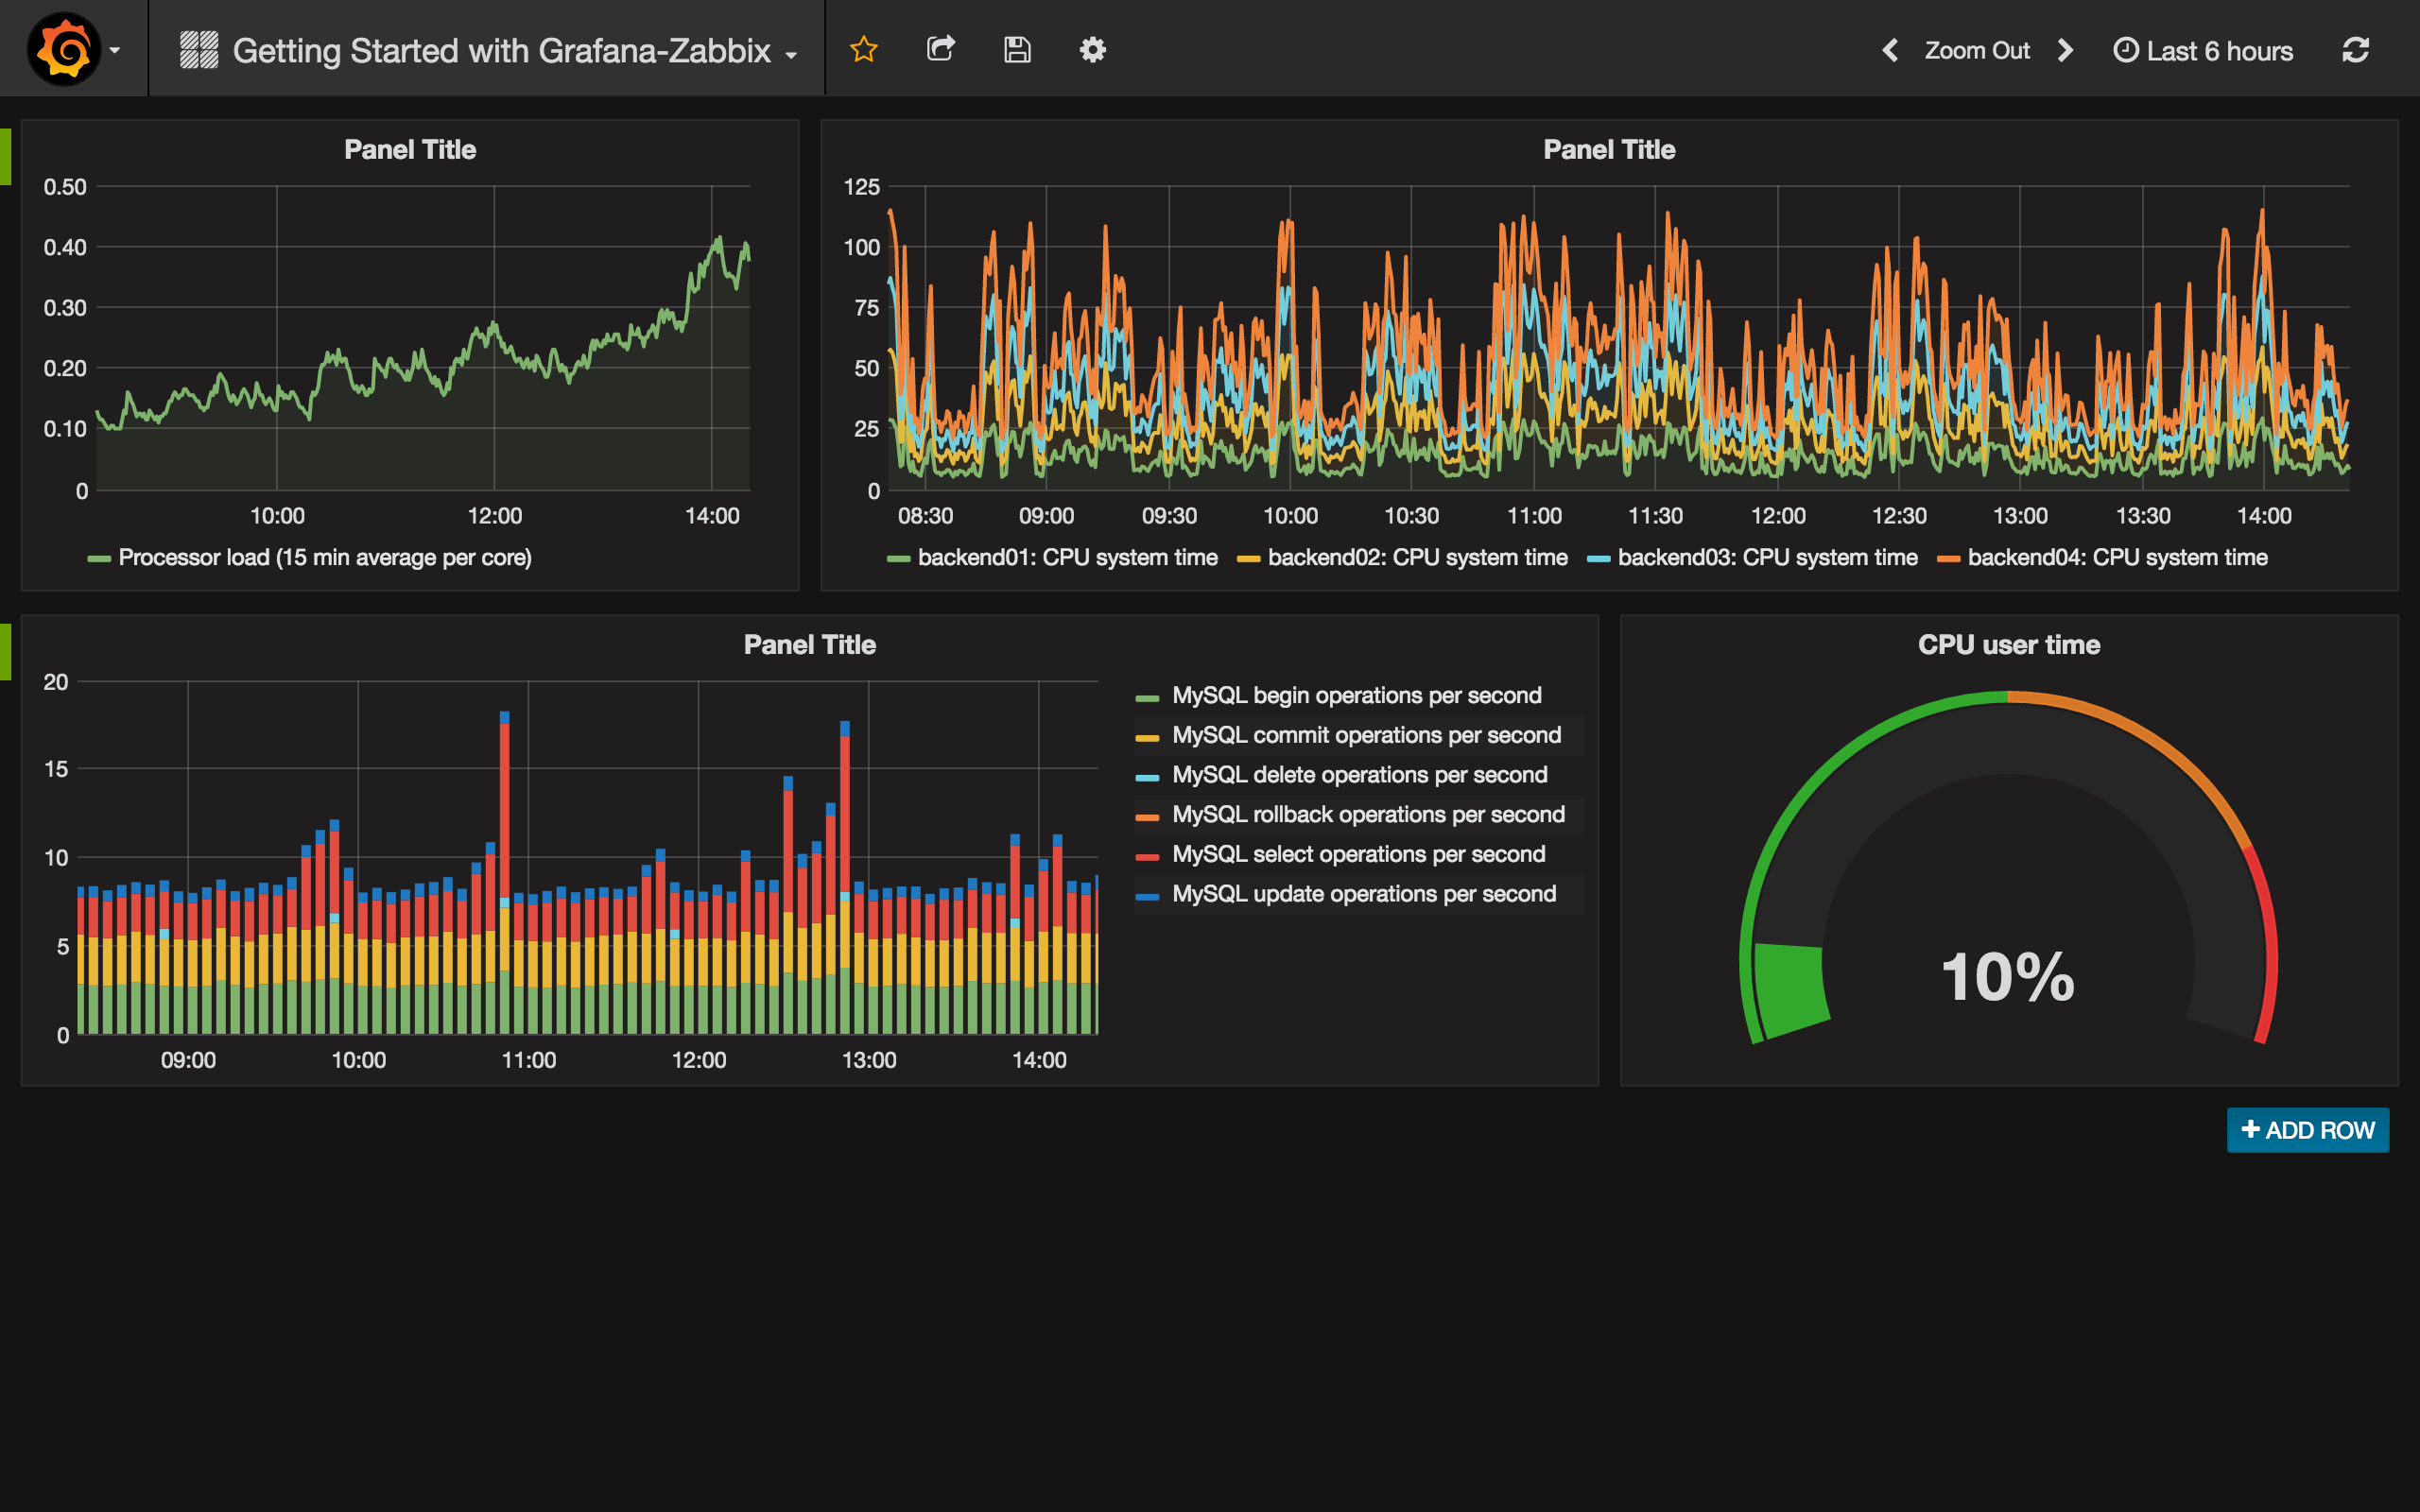 Getting Started with Grafana-Zabbix
Zoom Out
Last 6 hours
Panel Title
0.50
0.40
0.30
0.20
0.10
0
10:00 12:00 14:00
Processor load (15 min average per core)
Panel Title
125
100
75
50
25
0
08:30 09:00 09:30 10:00 10:30 11:00 11:30 12:00 12:30 13:00 13:30 14:00
backend01: CPU system time backend02: CPU system time backend03: CPU system time backend04: CPU system time
Panel Title
20
15
10
5
0
09:00 10:00 11:00 12:00 13:00 14:00
MySQL begin operations per second
MySQL commit operations per second
MySQL delete operations per second
MySQL rollback operations per second
MySQL select operations per second
MySQL update operations per second
CPU user time
10%
+ ADD ROW